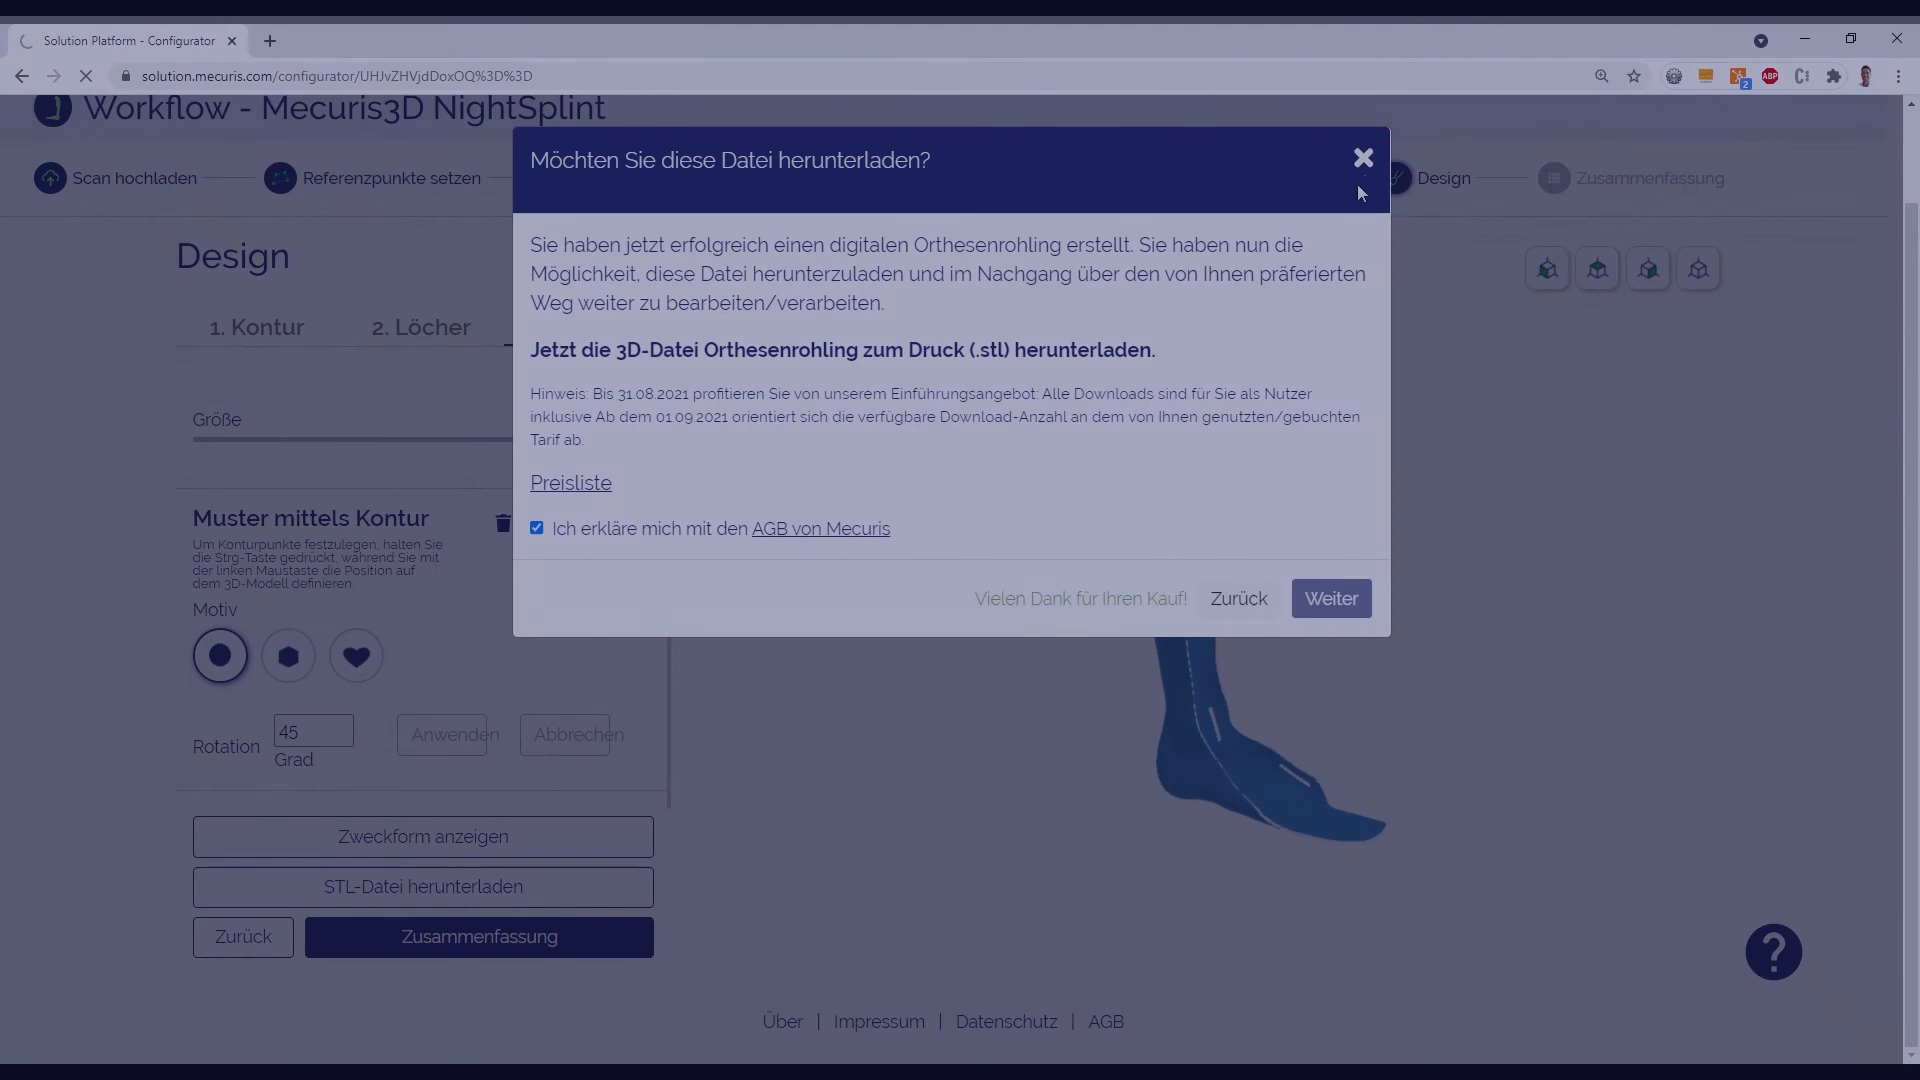 Solution Platform - Configurator
solution.mecuris.com/configurator/UHJvZHVjdDoxOQ%3D%3D
2
ABP
Workflow - Mecuris3D NightSplint
Scan hochladen
Referenzpunkte setzen
Design
Zusammenfassung
Möchten Sie diese Datei herunterladen?
Sie haben jetzt erfolgreich einen digitalen Orthesenrohling erstellt. Sie haben nun die
Möglichkeit, diese Datei herunterzuladen und im Nachgang über den von Ihnen präferierten
Weg weiter zu bearbeiten/verarbeiten.
Jetzt die 3D-Datei Orthesenrohling zum Druck (.stl) herunterladen.
Hinweis: Bis 31.08.2021 profitieren Sie von unserem Einführungsangebot: Alle Downloads sind für Sie als Nutzer
inklusive Ab dem 01.09.2021 orientiert sich die verfügbare Download-Anzahl an dem von Ihnen genutzten/gebuchten
Tarif ab.
Preisliste
Ich erkläre mich mit den AGB von Mecuris
Vielen Dank für Ihren Kauf!
Zurück
Weiter
Design
1. Kontur
2. Löcher
Größe
Muster mittels Kontur
Um Konturpunkte festzulegen, halten Sie
die Strg-Taste gedrückt, während Sie mit
der linken Maustaste die Position auf
dem 3D-Modell definieren.
Motiv
Rotation
45
Grad
Anwenden
Abbrechen
Zweckform anzeigen
STL-Datei herunterladen
Zurück
Zusammenfassung
?
Über | Impressum | Datenschutz | AGB